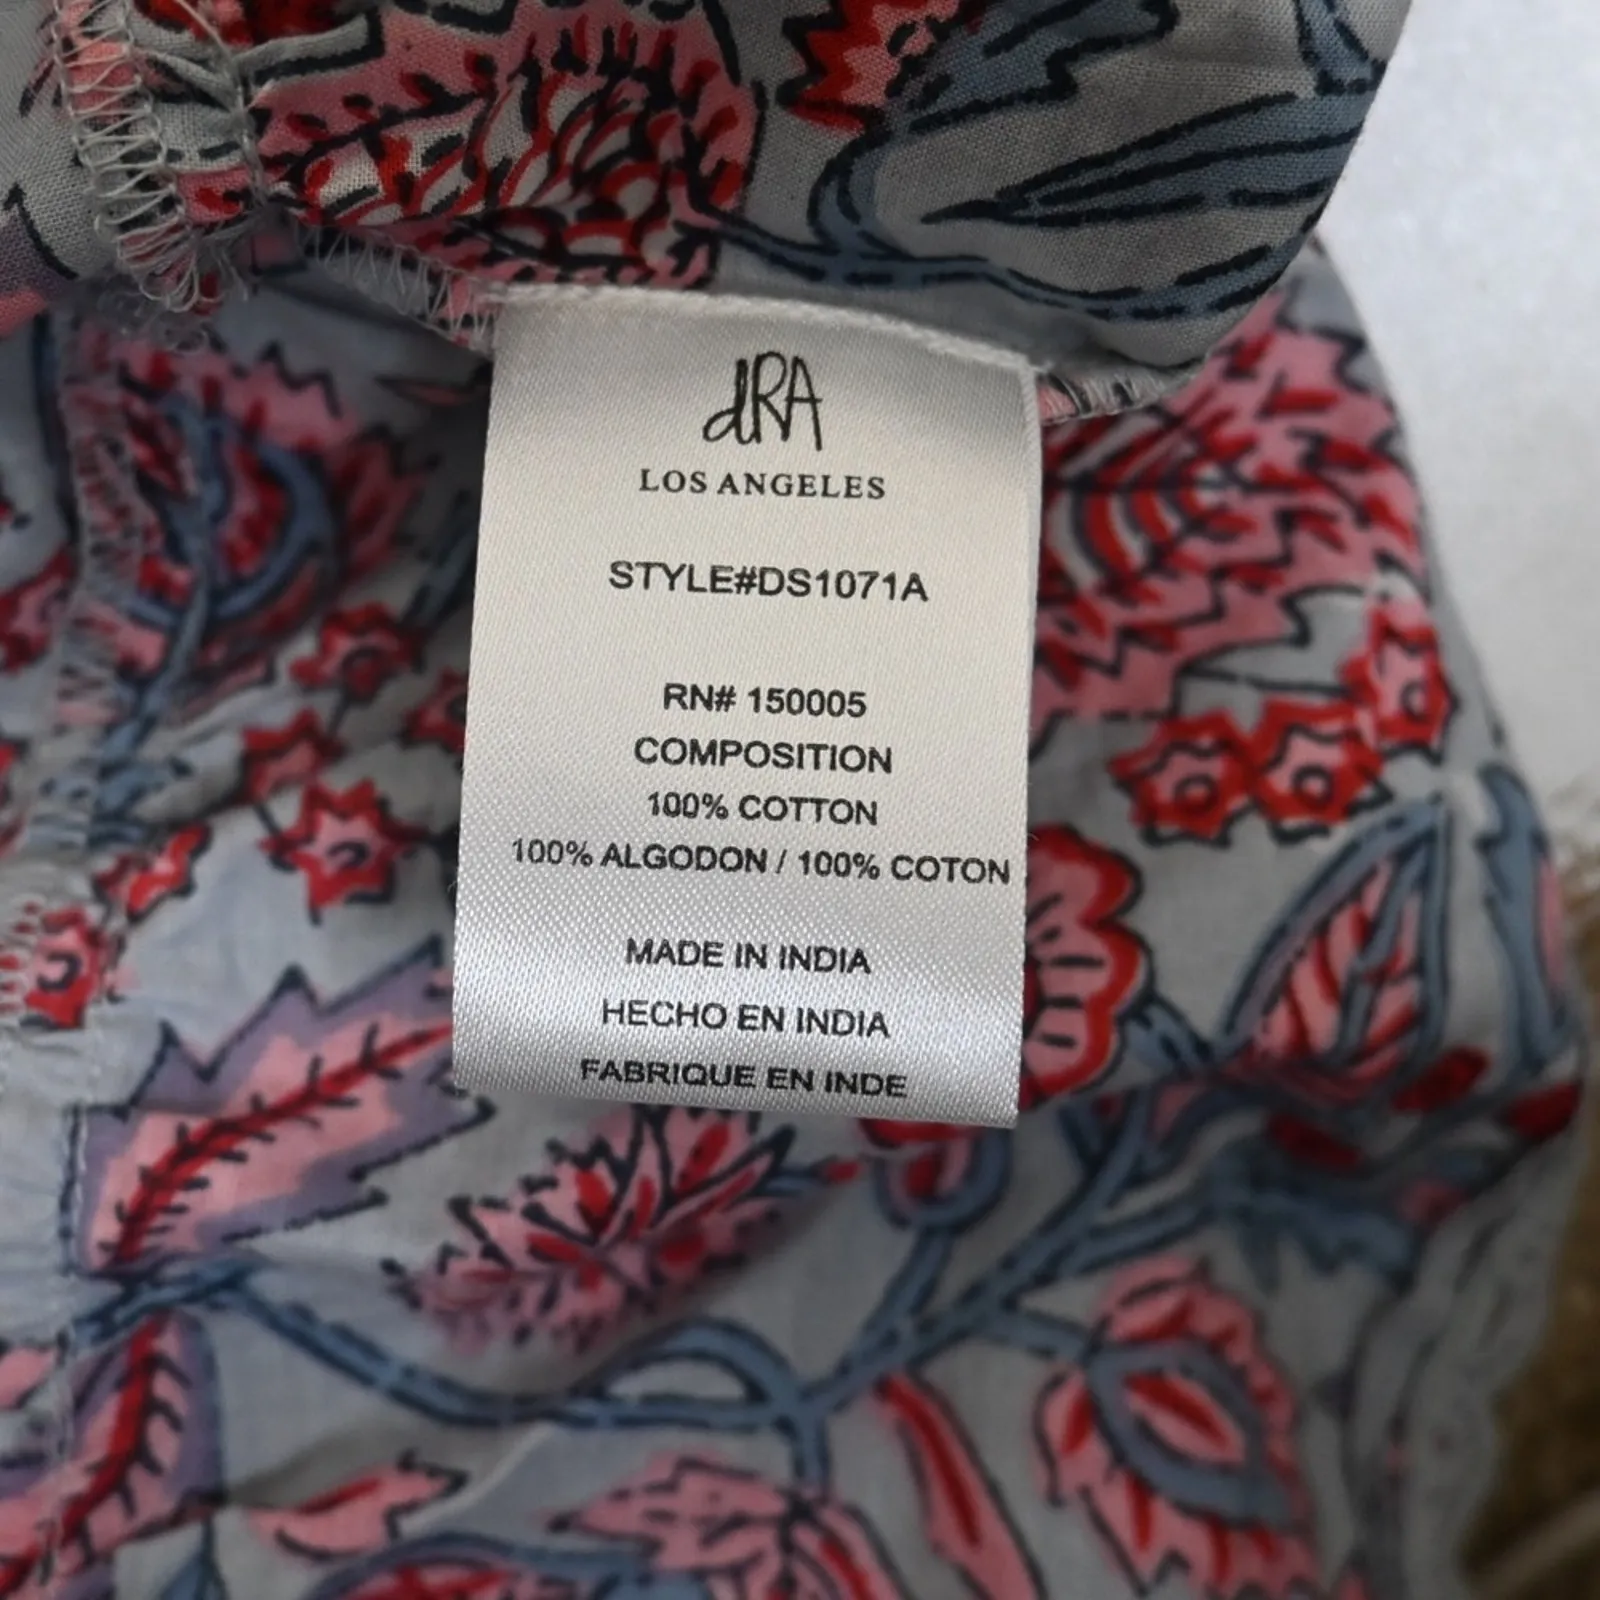 dRA
LOS ANGELES
STYLE#DS1071A
RN# 150005
COMPOSITION
100% COTTON
100% ALGODON / 100% COTON
MADE IN INDIA
HECHO EN INDIA
FABRIQUE EN INDE